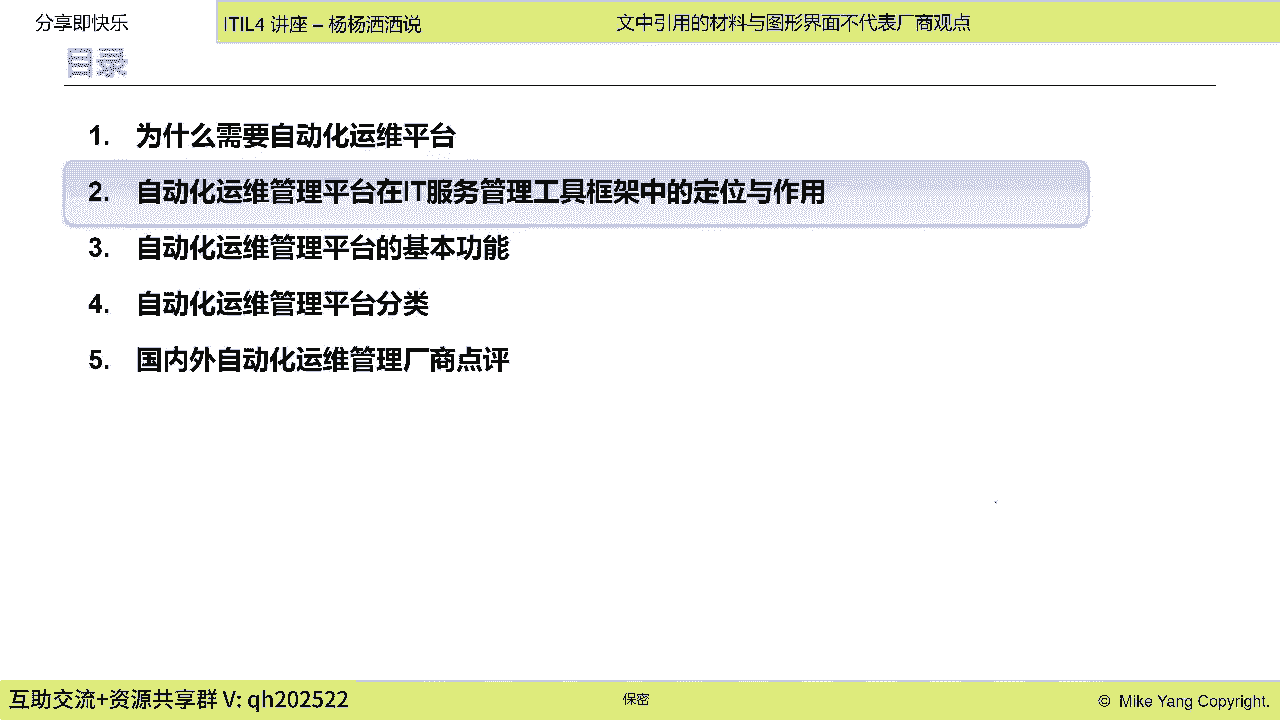 分享即快乐
ITIL4 讲座 – 杨杨洒洒说
文中引用的材料与图形界面不代表厂商观点
目录
1. 为什么需要自动化运维平台
2. 自动化运维管理平台在IT服务管理工具框架中的定位与作用
3. 自动化运维管理平台的基本功能
4. 自动化运维管理平台分类
5. 国内外自动化运维管理厂商点评
互助交流+资源共享群 V: qh202522
保密
© Mike Yang Copyright.